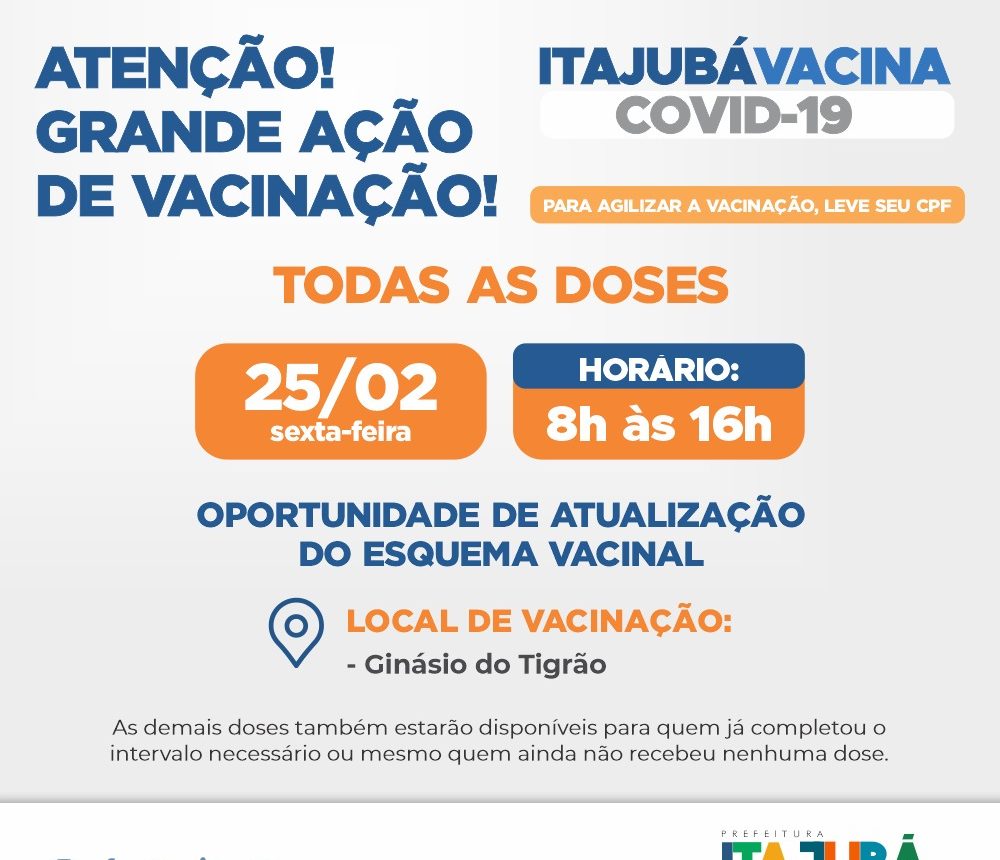 ATENÇÃO!
GRANDE AÇÃO
DE VACINAÇÃO!
ITAJUBÁVACINA
COVID-19
PARA AGILIZAR A VACINAÇÃO, LEVE SEU CPF
TODAS AS DOSES
25/02
sexta-feira
HORÁRIO:
8h às 16h
OPORTUNIDADE DE ATUALIZAÇÃO
DO ESQUEMA VACINAL
LOCAL DE VACINAÇÃO:
- Ginásio do Tigrão
As demais doses também estarão disponíveis para quem já completou o
intervalo necessário ou mesmo quem ainda não recebeu nenhuma dose.
PREFEITURA
ITAJUBÁ